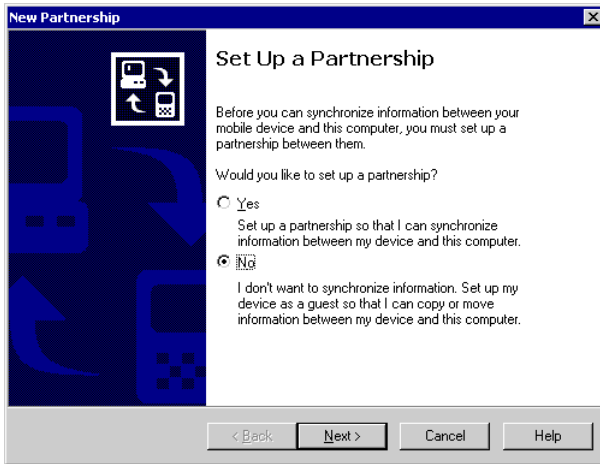 New Partnership
Set Up a Partnership
Before you can synchronize information between your
mobile device and this computer, you must set up a
partnership between them.
Would you like to set up a partnership?
Yes
Set up a partnership so that I can synchronize
information between my device and this computer.
No
I don't want to synchronize information. Set up my
device as a guest so that I can copy or move
information between my device and this computer.
< Back
Next >
Cancel
Help